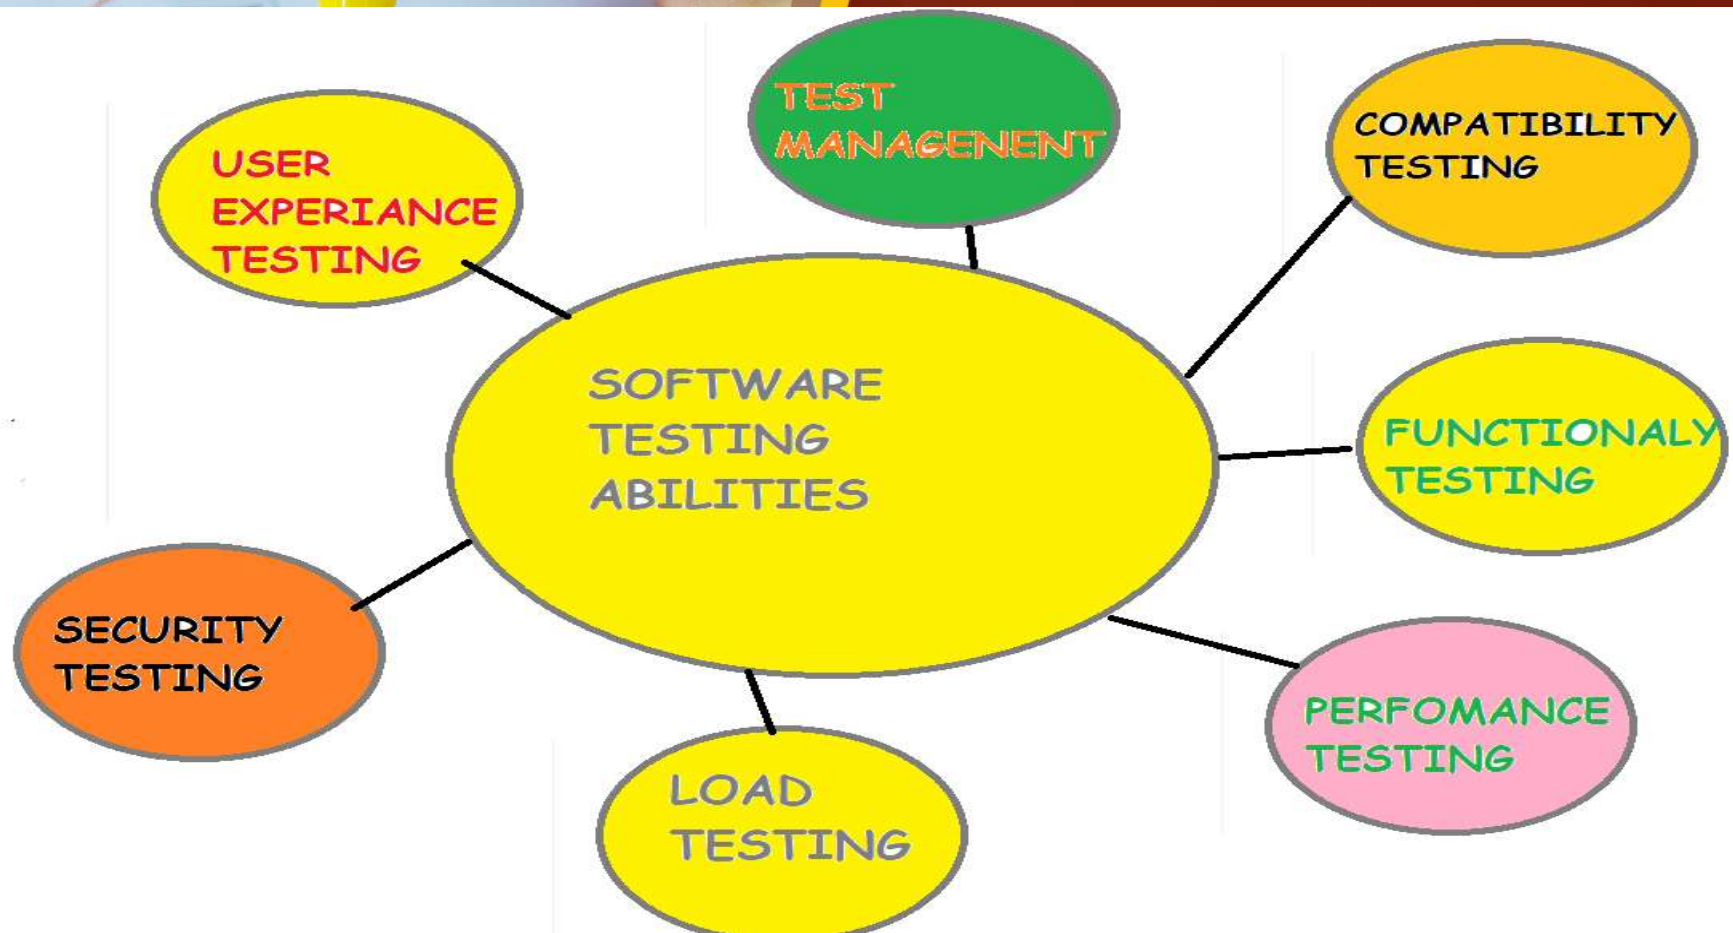 TEST
MANAGENENT
COMPATIBILITY
TESTING
USER
EXPERIANCE
TESTING
SOFTWARE
TESTING
ABILITIES
FUNCTIONALY
TESTING
SECURITY
TESTING
PERFOMANCE
TESTING
LOAD
TESTING